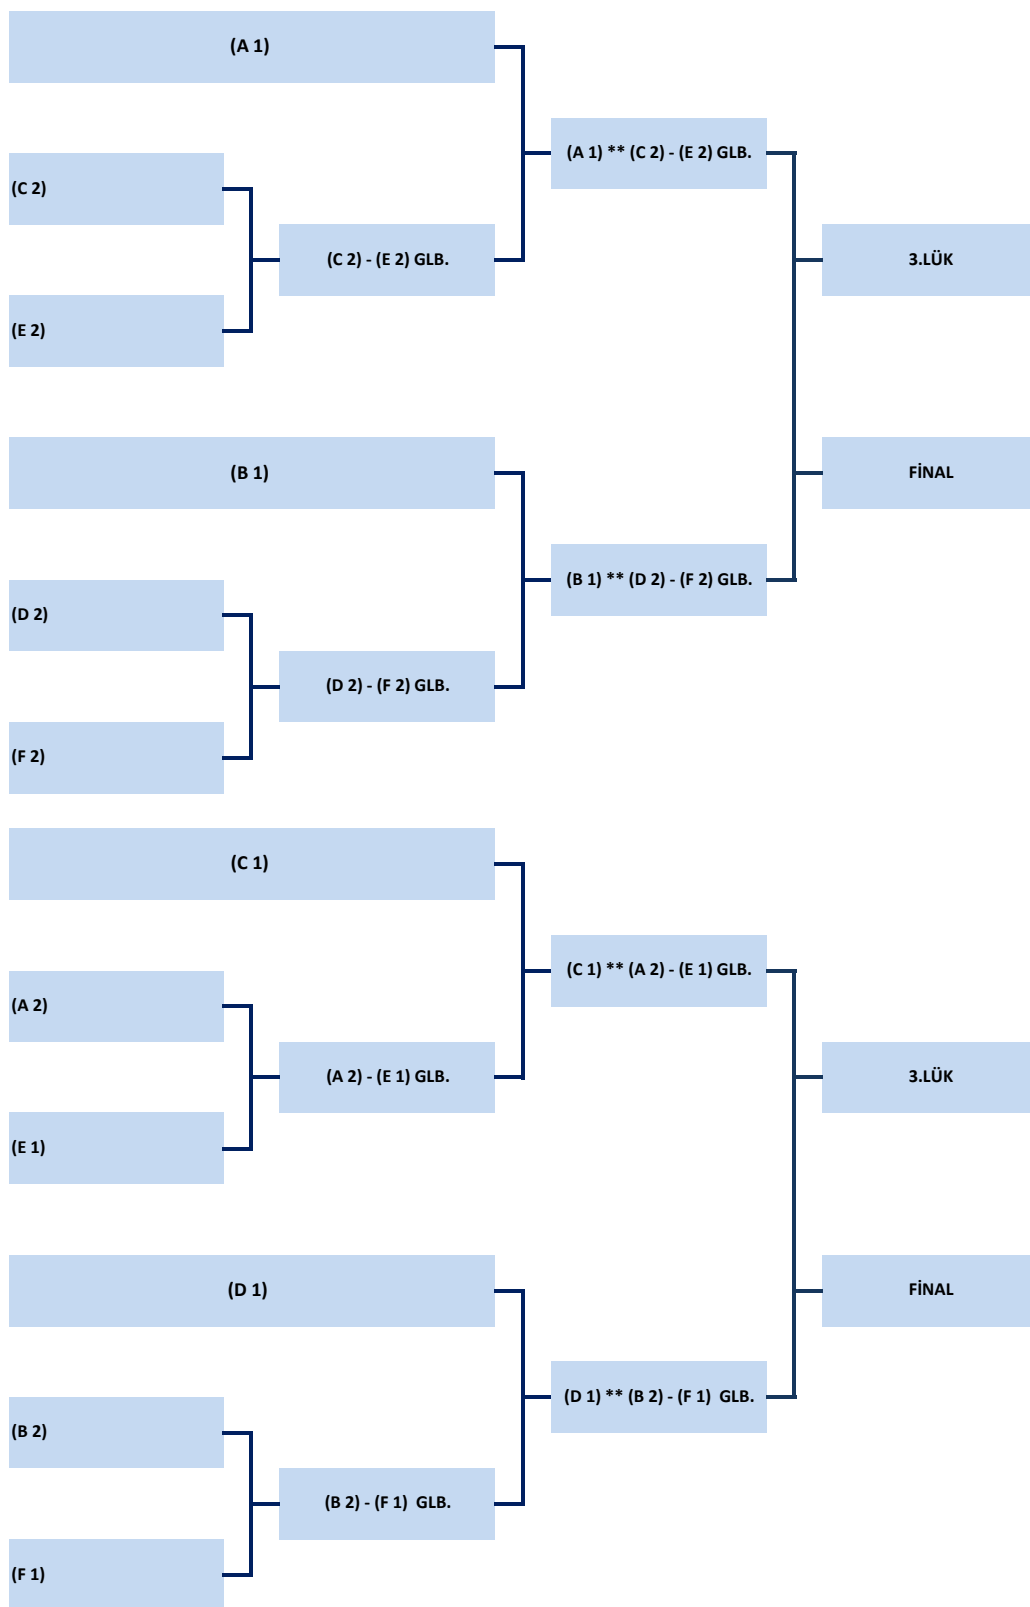 (A 1)
(A 1) ** (C 2) - (E 2) GLB.
(C 2)
(C 2) - (E 2) GLB.
3.LÜK
(E 2)
(B 1)
FİNAL
(B 1) ** (D 2) - (F 2) GLB.
(D 2)
(D 2) - (F 2) GLB.
(F 2)
(C 1)
(C 1) ** (A 2) - (E 1) GLB.
(A 2)
(A 2) - (E 1) GLB.
3.LÜK
(E 1)
(D 1)
FİNAL
(D 1) ** (B 2) - (F 1) GLB.
(B 2)
(B 2) - (F 1) GLB.
(F 1)